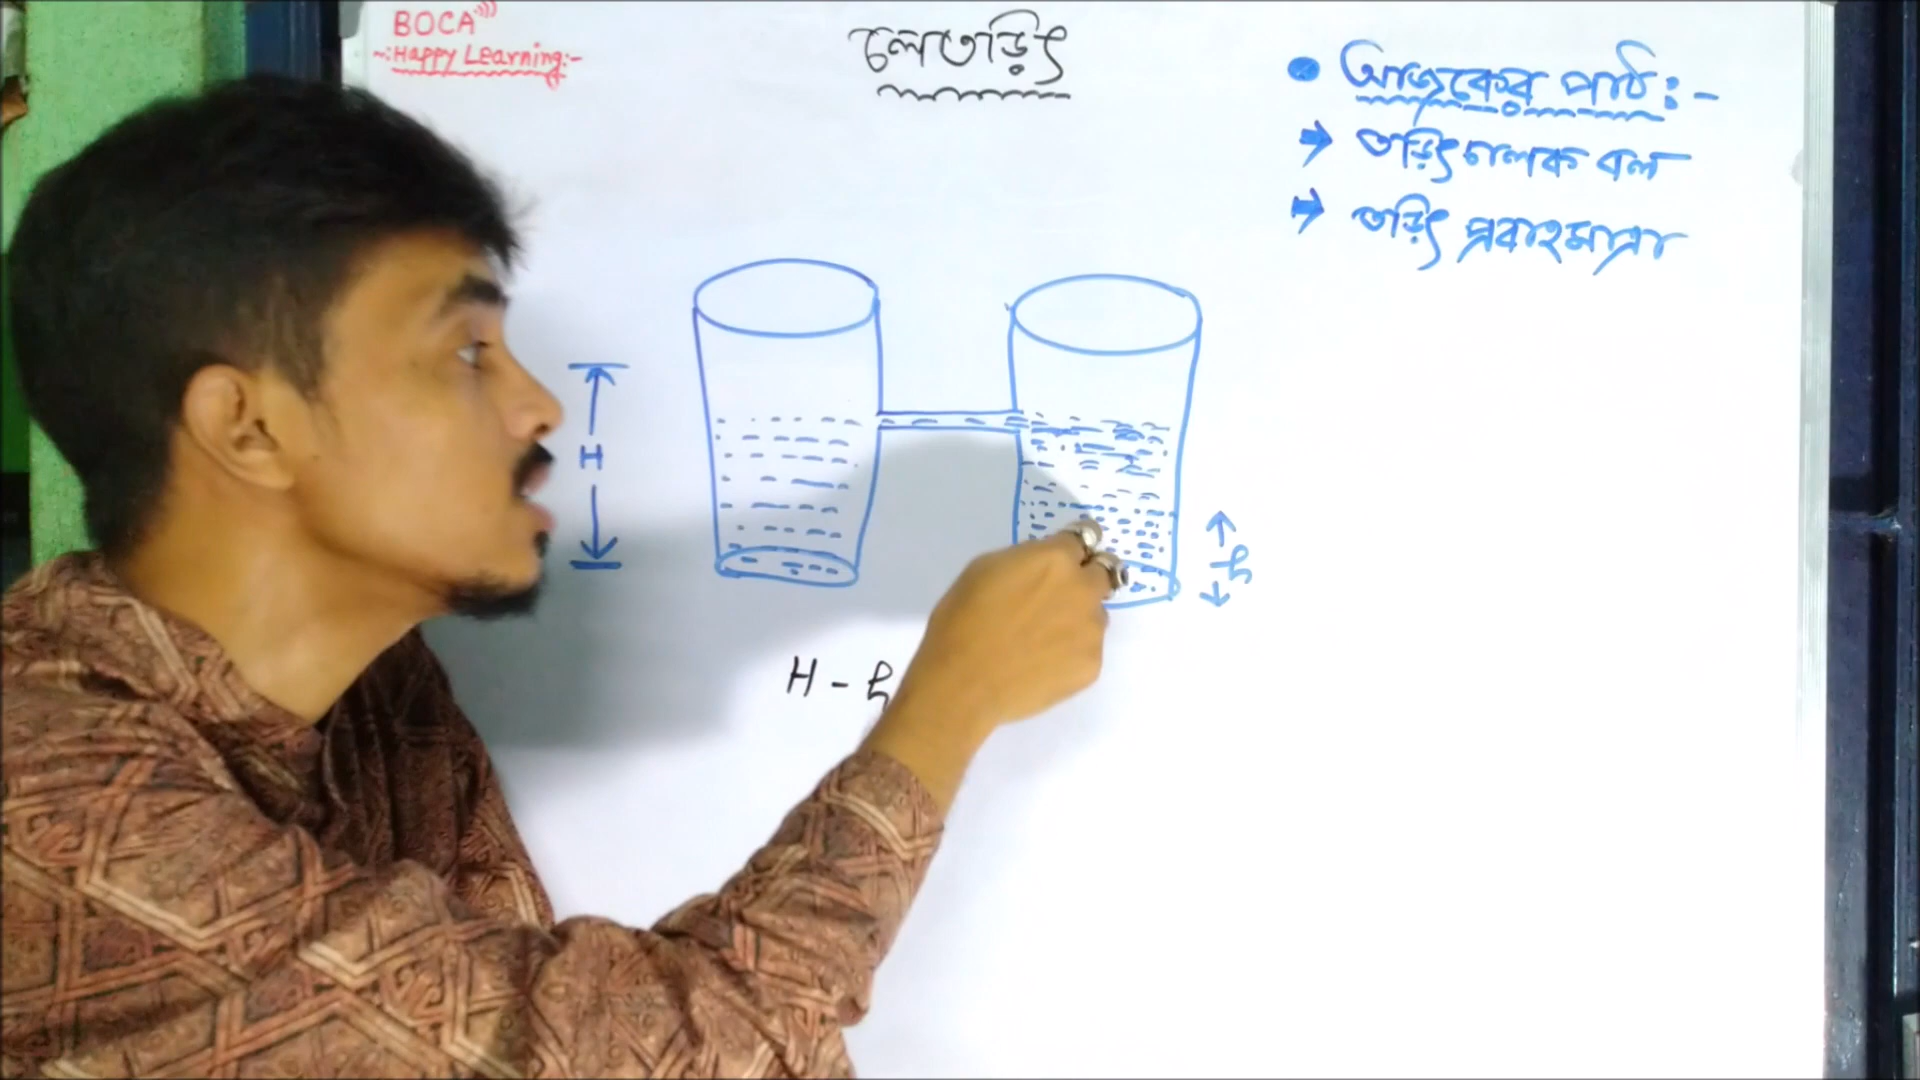 BOCA
~:Happy Learning:-
চলতড়িৎ
• আজকের পাঠ:-
→ তড়িৎচালক বল
→ তড়িৎ প্রবাহমাত্রা
H
h
H - h